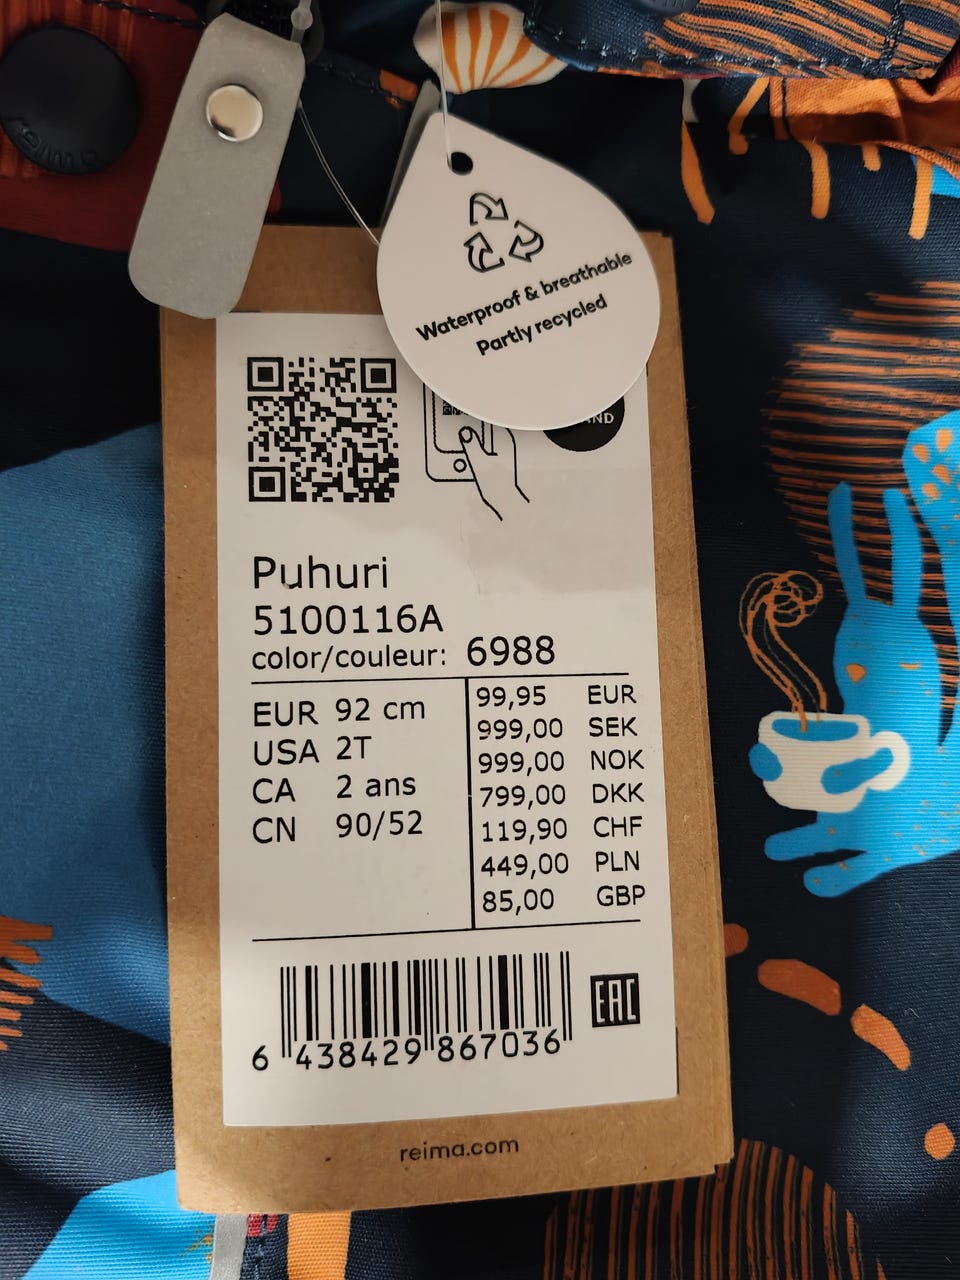 reima
Waterproof & breathable
Partly recycled
Puhuri
5100116A
color/couleur: 6988
EUR 92 cm
USA 2T
CA 2 ans
CN 90/52
99,95 EUR
999,00 SEK
999,00 NOK
799,00 DKK
119,90 CHF
449,00 PLN
85,00 GBP
6 438429 867036
EAC
reima.com